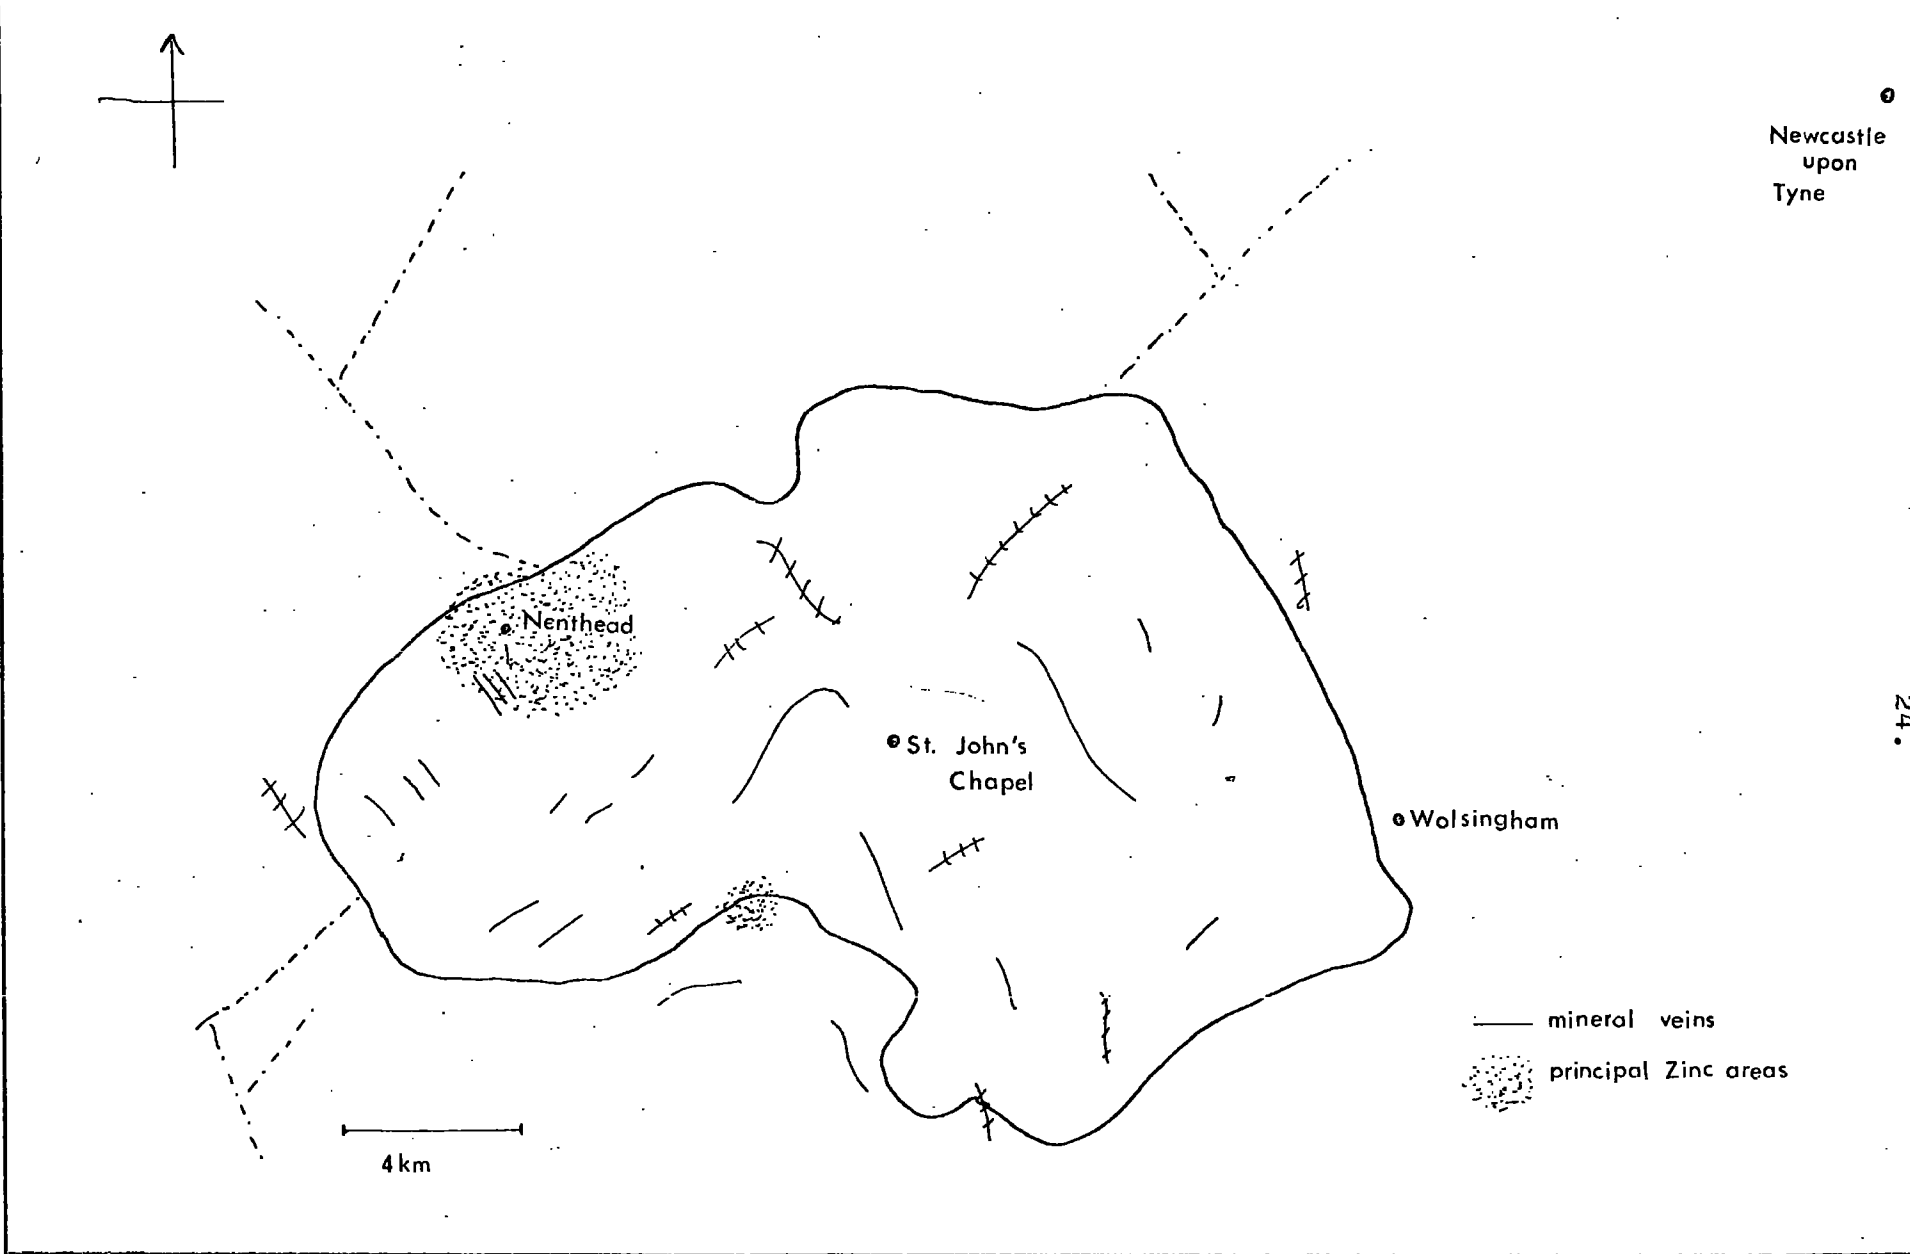 Newcastle
upon
Tyne
Nenthead
St. John's
Chapel
24.
Wolsingham
mineral veins
principal Zinc areas
4 km